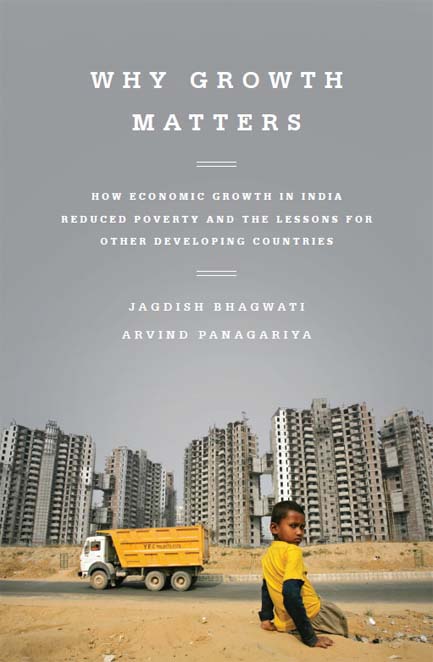 WHY GROWTH
MATTERS
HOW ECONOMIC GROWTH IN INDIA
REDUCED POVERTY AND THE LESSONS FOR
OTHER DEVELOPING COUNTRIES
JAGDISH BHAGWATI
ARVIND PANAGARIYA